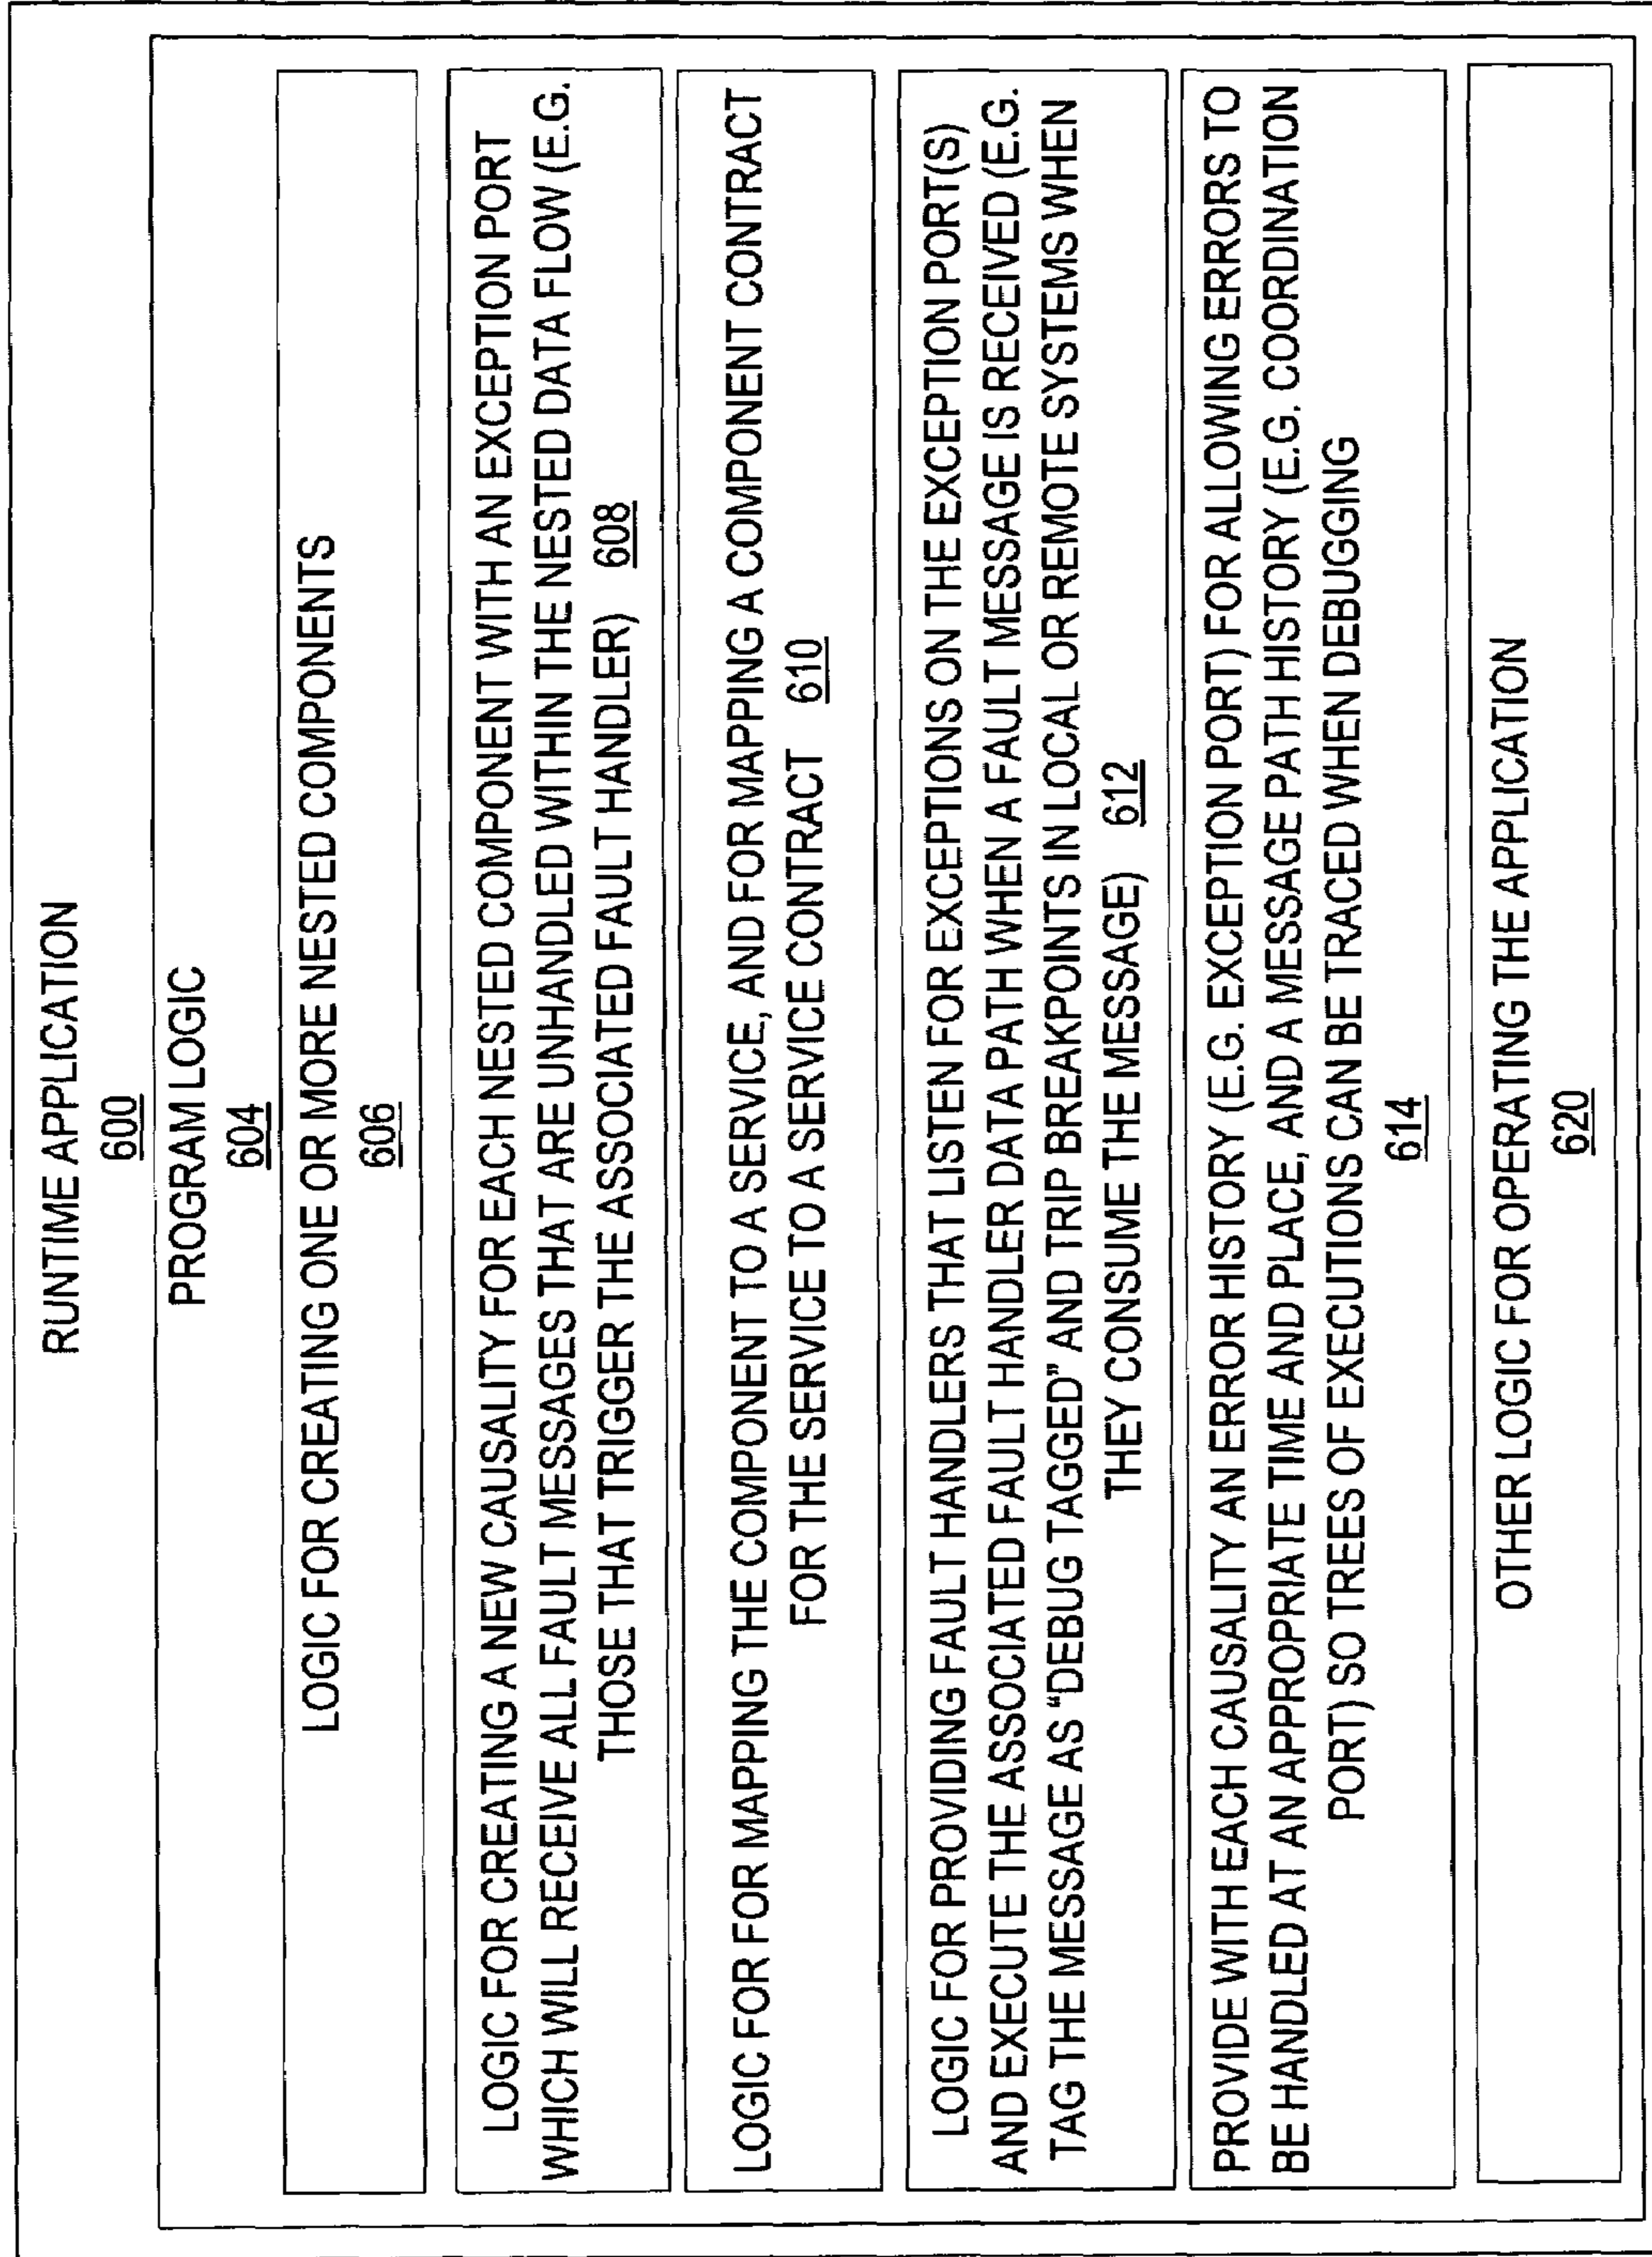 RUNTIME APPLICATION
600
PROGRAM LOGIC
604
LOGIC FOR CREATING ONE OR MORE NESTED COMPONENTS
606
LOGIC FOR CREATING A NEW CAUSALITY FOR EACH NESTED COMPONENT WITH AN EXCEPTION PORT
WHICH WILL RECEIVE ALL FAULT MESSAGES THAT ARE UNHANDLED WITHIN THE NESTED DATA FLOW (E.G.
THOSE THAT TRIGGER THE ASSOCIATED FAULT HANDLER) 608
LOGIC FOR FOR MAPPING THE COMPONENT TO A SERVICE, AND FOR MAPPING A COMPONENT CONTRACT
FOR THE SERVICE TO A SERVICE CONTRACT 610
LOGIC FOR PROVIDING FAULT HANDLERS THAT LISTEN FOR EXCEPTIONS ON THE EXCEPTION PORT(S)
AND EXECUTE THE ASSOCIATED FAULT HANDLER DATA PATH WHEN A FAULT MESSAGE IS RECEIVED (E.G.
TAG THE MESSAGE AS "DEBUG TAGGED" AND TRIP BREAKPOINTS IN LOCAL OR REMOTE SYSTEMS WHEN
THEY CONSUME THE MESSAGE) 612
PROVIDE WITH EACH CAUSALITY AN ERROR HISTORY (E.G. EXCEPTION PORT) FOR ALLOWING ERRORS TO
BE HANDLED AT AN APPROPRIATE TIME AND PLACE, AND A MESSAGE PATH HISTORY (E.G. COORDINATION
PORT) SO TREES OF EXECUTIONS CAN BE TRACED WHEN DEBUGGING
614
OTHER LOGIC FOR OPERATING THE APPLICATION
620